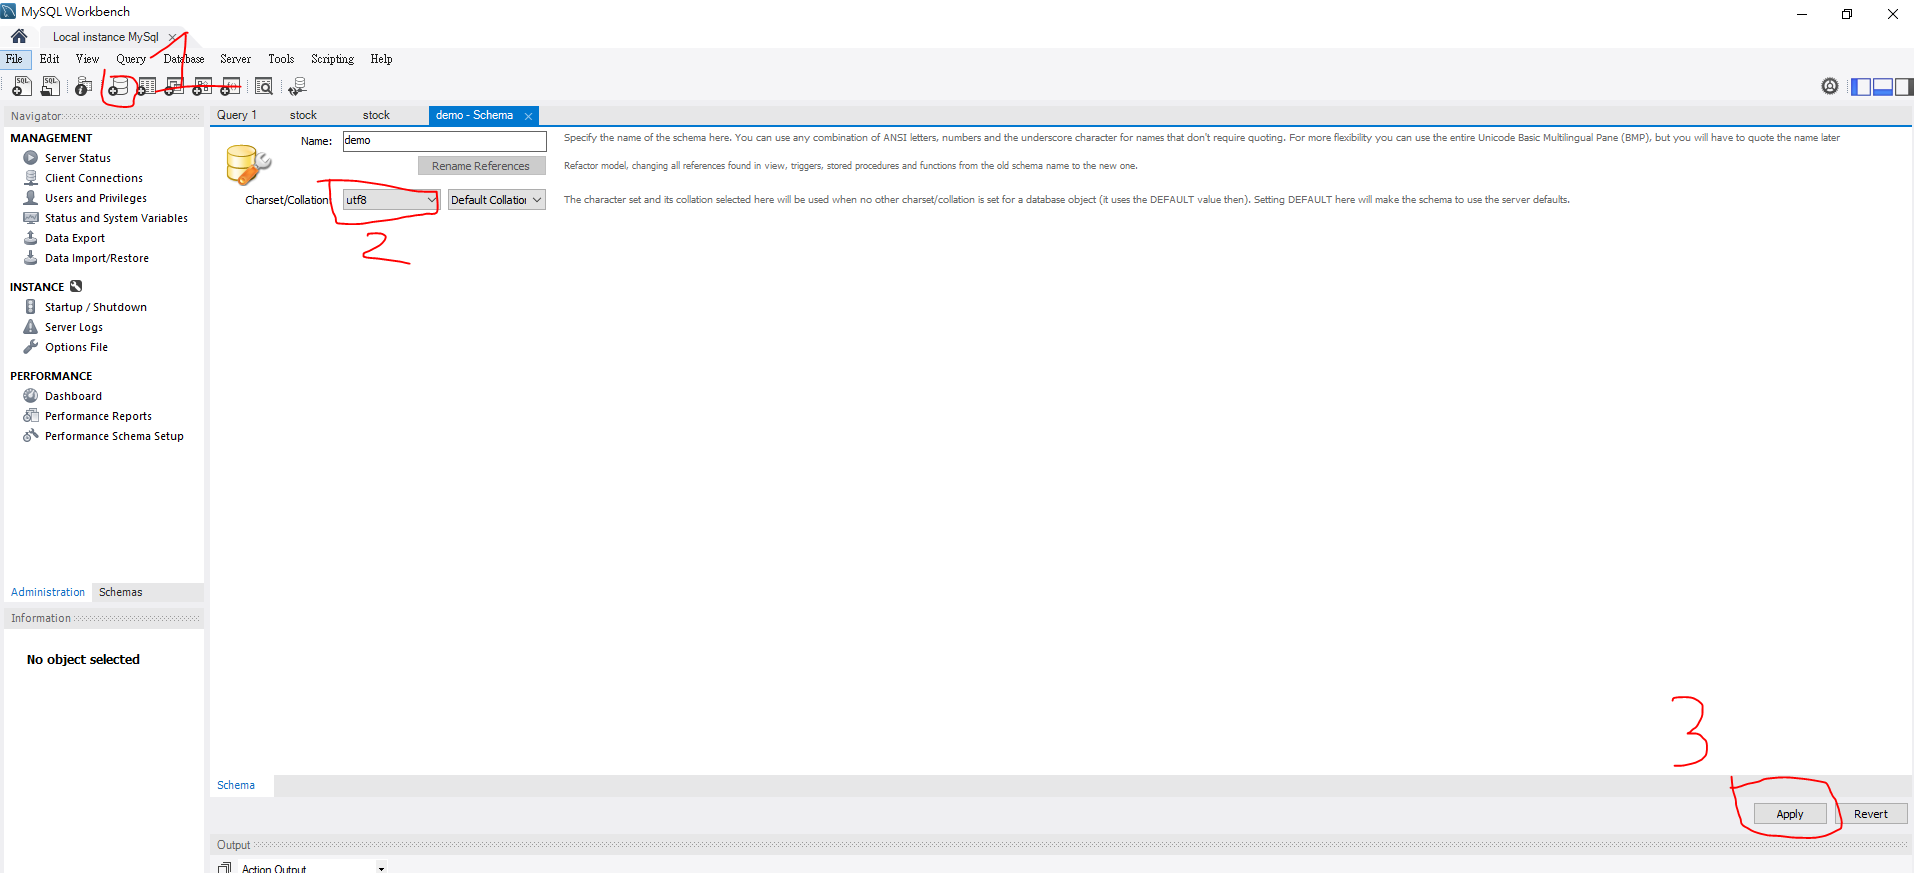 MySQL Workbench
Local instance MySql
1
File Edit View Query Database Server Tools Scripting Help
SQL SQL
Navigator
MANAGEMENT
Server Status
Client Connections
Users and Privileges
Status and System Variables
Data Export
Data Import/Restore
INSTANCE
Startup / Shutdown
Server Logs
Options File
PERFORMANCE
Dashboard
Performance Reports
Performance Schema Setup
Administration Schemas
Information
No object selected
Query 1 stock stock demo - Schema
Name: demo Specify the name of the schema here. You can use any combination of ANSI letters, numbers and the underscore character for names that don't require quoting. For more flexibility you can use the entire Unicode Basic Multilingual Pane (BMP), but you will have to quote the name later
Rename References Refactor model, changing all references found in view, triggers, stored procedures and functions from the old schema name to the new one.
Charset/Collation utf8 Default Collation The character set and its collation selected here will be used when no other charset/collation is set for a database object (it uses the DEFAULT value then). Setting DEFAULT here will make the schema to use the server defaults.
2
3
Schema
Apply Revert
Output
Action Output